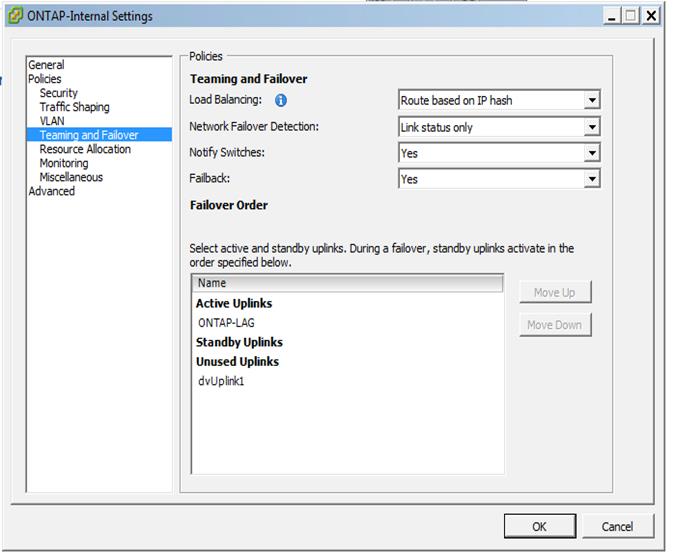 ONTAP-Internal Settings
General
Policies
Security
Traffic Shaping
VLAN
Teaming and Failover
Resource Allocation
Monitoring
Miscellaneous
Advanced
Policies
Teaming and Failover
Load Balancing:
Route based on IP hash
Network Failover Detection:
Link status only
Notify Switches:
Yes
Failback:
Yes
Failover Order
Select active and standby uplinks. During a failover, standby uplinks activate in the
order specified below.
Name
Active Uplinks
ONTAP-LAG
Standby Uplinks
Unused Uplinks
dvUplink1
Move Up
Move Down
OK
Cancel